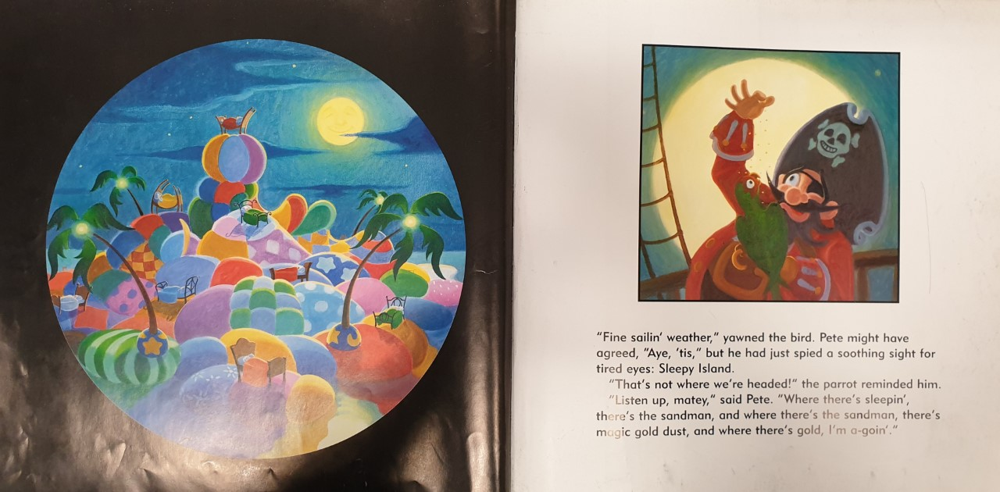 “Fine sailin’ weather,” yawned the bird. Pete might have
agreed, “Aye, ’tis,” but he had just spied a soothing sight for
tired eyes: Sleepy Island.
“That’s not where we’re headed!” the parrot reminded him.
“Listen up, matey,” said Pete. “Where there’s sleepin’,
there’s the sandman, and where there’s the sandman, there’s
magic gold dust, and where there’s gold, I’m a-goin’.”